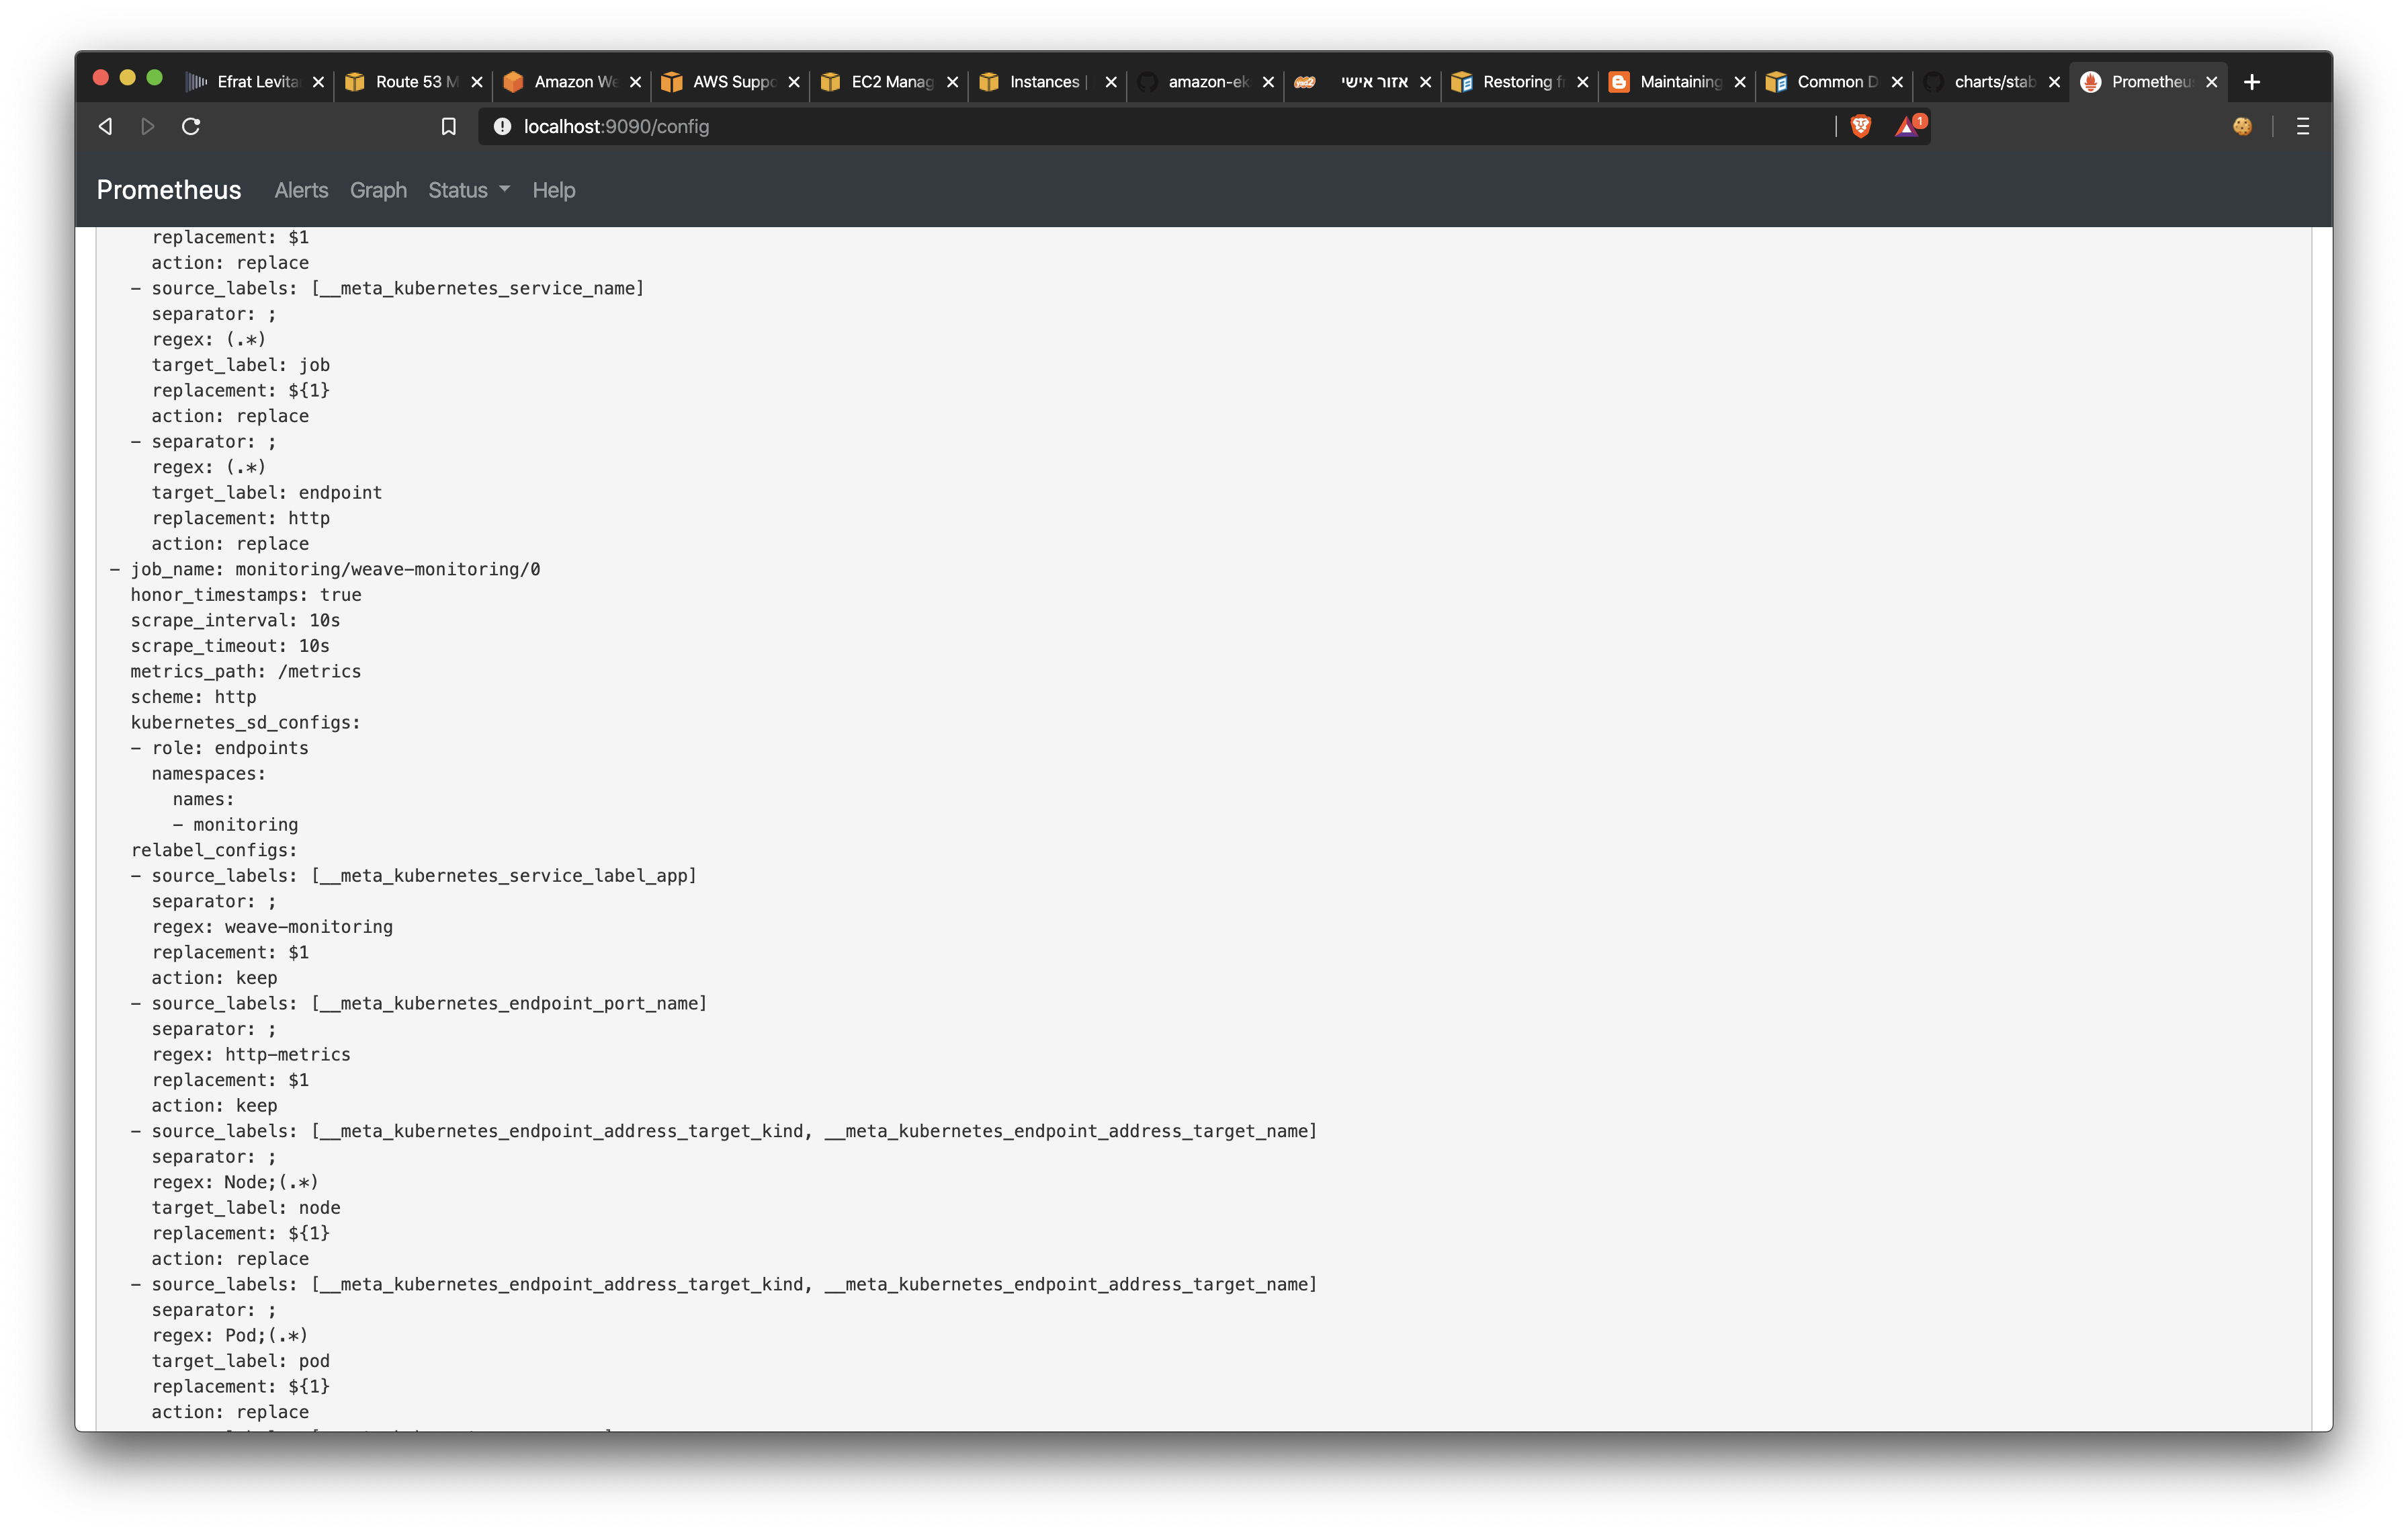 Efrat Levita
Route 53 M
Amazon We
AWS Suppo
EC2 Manag
Instances |
amazon-ek
yes2 אזור אישי
Restoring f
Maintaining
Common D
charts/stab
Prometheu
localhost:9090/config
1
Prometheus Alerts Graph Status Help
replacement: $1
action: replace
- source_labels: [__meta_kubernetes_service_name]
separator: ;
regex: (.*)
target_label: job
replacement: ${1}
action: replace
- separator: ;
regex: (.*)
target_label: endpoint
replacement: http
action: replace
- job_name: monitoring/weave-monitoring/0
honor_timestamps: true
scrape_interval: 10s
scrape_timeout: 10s
metrics_path: /metrics
scheme: http
kubernetes_sd_configs:
- role: endpoints
namespaces:
names:
- monitoring
relabel_configs:
- source_labels: [__meta_kubernetes_service_label_app]
separator: ;
regex: weave-monitoring
replacement: $1
action: keep
- source_labels: [__meta_kubernetes_endpoint_port_name]
separator: ;
regex: http-metrics
replacement: $1
action: keep
- source_labels: [__meta_kubernetes_endpoint_address_target_kind, __meta_kubernetes_endpoint_address_target_name]
separator: ;
regex: Node;(.*)
target_label: node
replacement: ${1}
action: replace
- source_labels: [__meta_kubernetes_endpoint_address_target_kind, __meta_kubernetes_endpoint_address_target_name]
separator: ;
regex: Pod;(.*)
target_label: pod
replacement: ${1}
action: replace